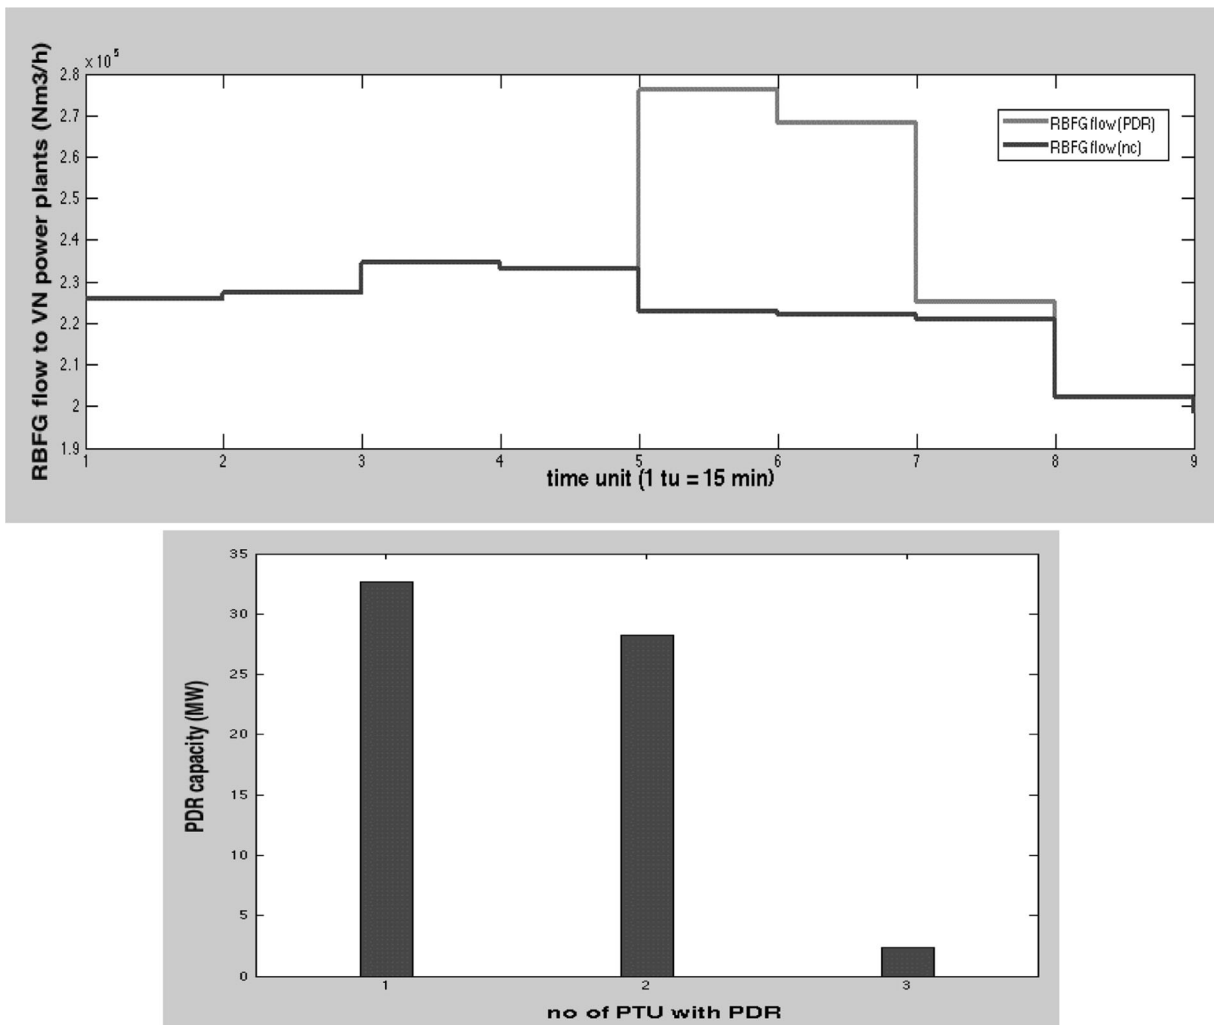 × 10⁵
RBFG flow to VN power plants (Nm3/h)
2.8
2.7
2.6
2.5
2.4
2.3
2.2
2.1
2
1.9
RBFG flow (PDR)
RBFG flow (nc)
1 2 3 4 5 6 7 8 9
time unit (1 tu = 15 min)
PDR capacity (MW)
35
30
25
20
15
10
5
0
1 2 3
no of PTU with PDR